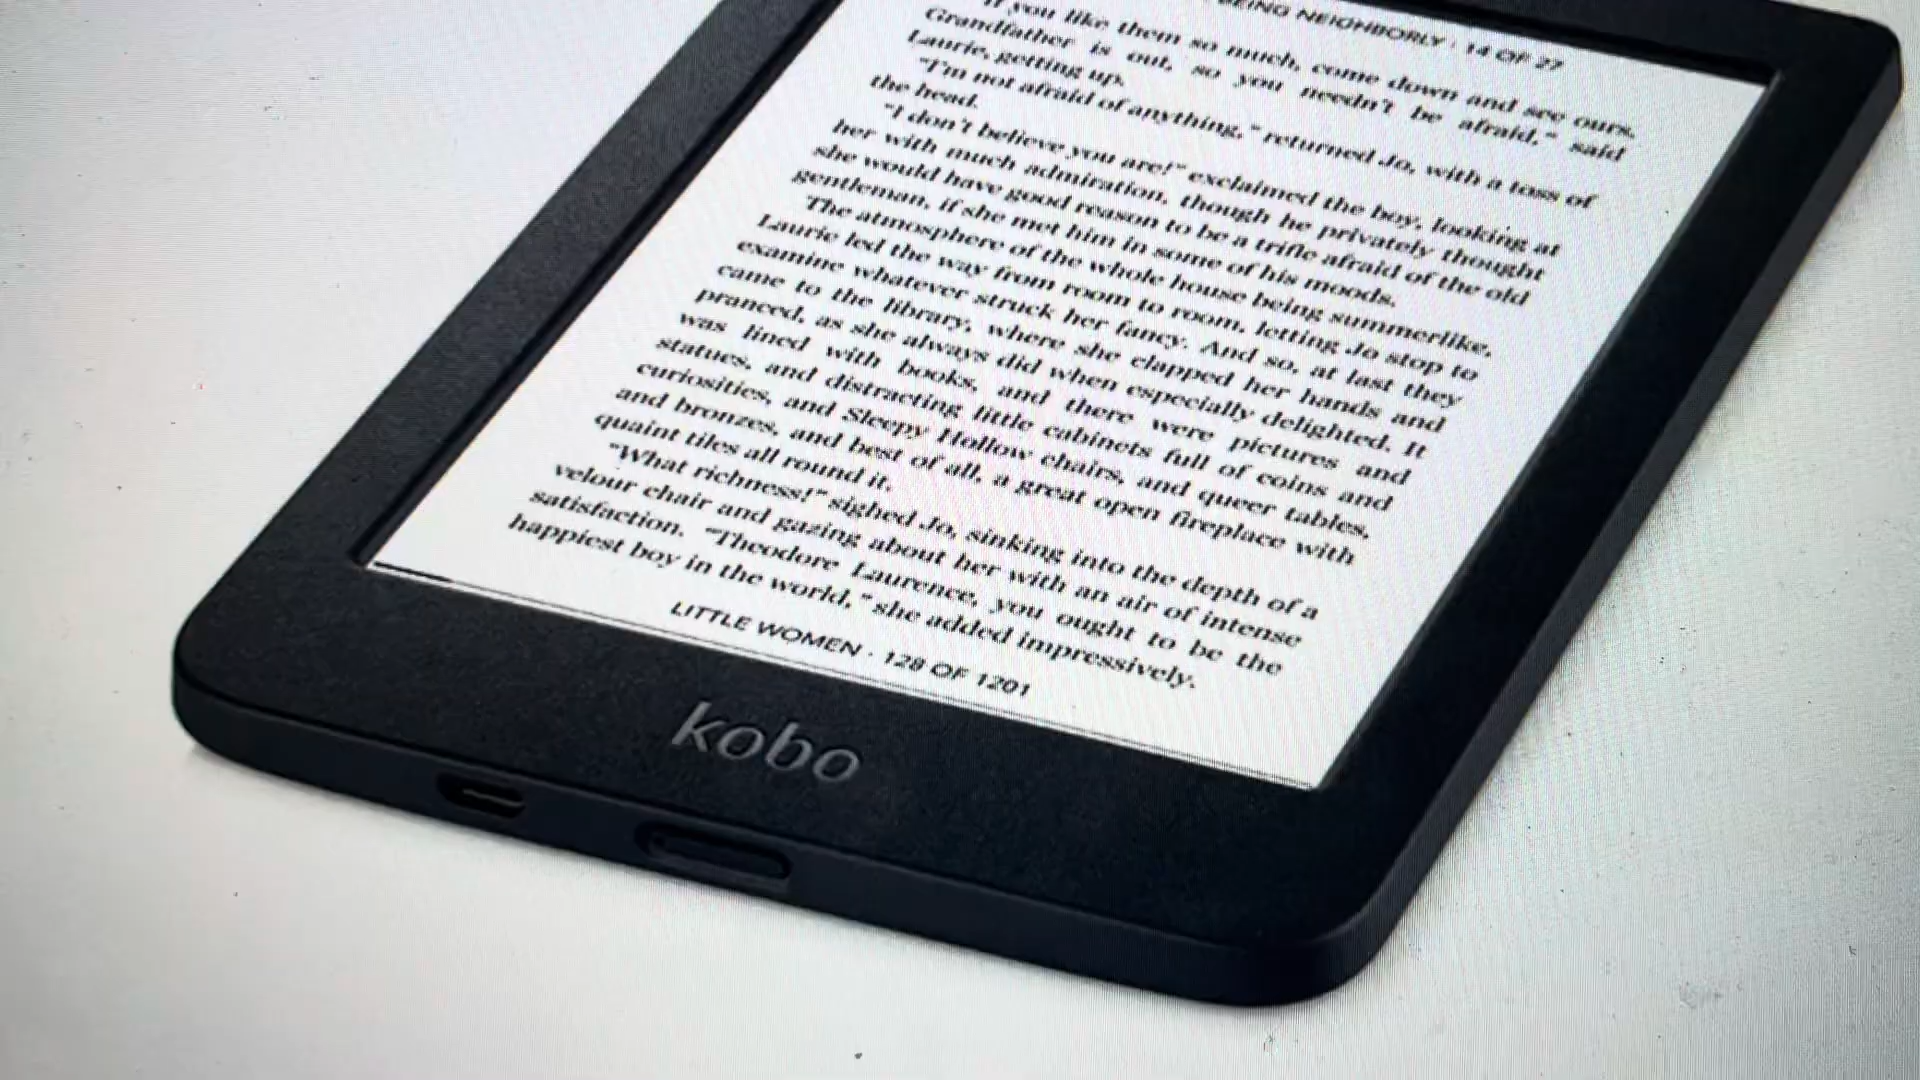 BEING NEIGHBORLY · 14 OF 27
If you like them so much, come down and see ours.
Grandfather is out, so you needn't be afraid," said
Laurie, getting up.
"I'm not afraid of anything," returned Jo, with a toss of
the head.
"I don't believe you are!" exclaimed the boy, looking at
her with much admiration, though he privately thought
she would have good reason to be a trifle afraid of the old
gentleman, if she met him in some of his moods.
The atmosphere of the whole house being summerlike,
Laurie led the way from room to room, letting Jo stop to
examine whatever struck her fancy. And so, at last they
came to the library, where she clapped her hands and
pranced, as she always did when especially delighted. It
was lined with books, and there were pictures and
statues, and distracting little cabinets full of coins and
curiosities, and Sleepy Hollow chairs, and queer tables,
and bronzes, and best of all, a great open fireplace with
quaint tiles all round it.
"What richness!" sighed Jo, sinking into the depth of a
velour chair and gazing about her with an air of intense
satisfaction. "Theodore Laurence, you ought to be the
happiest boy in the world," she added impressively.
LITTLE WOMEN · 128 OF 1201
kobo